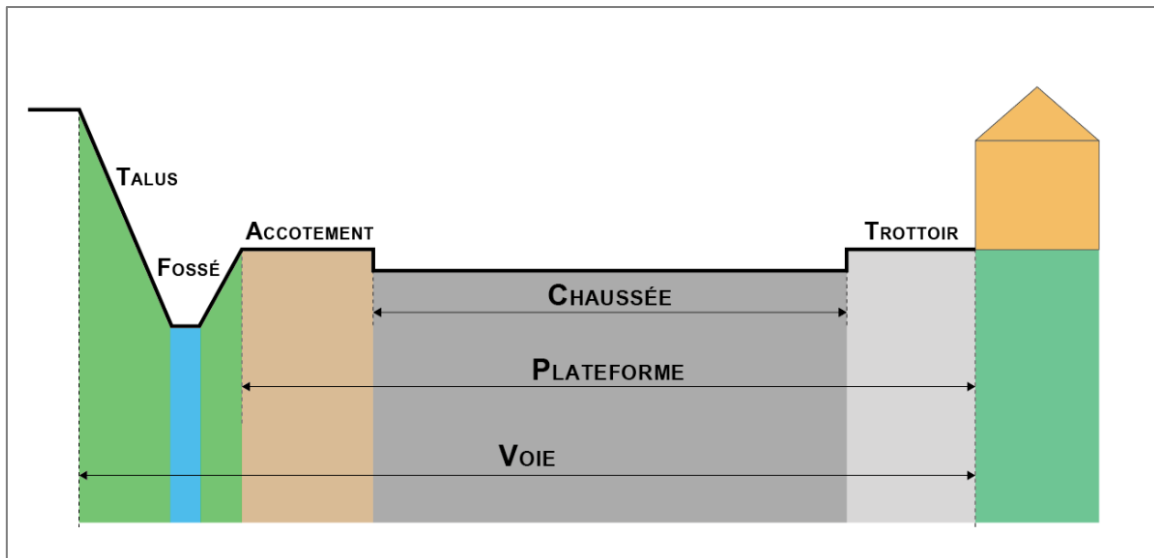 TALUS
ACCOTEMENT
TROTTOIR
FOSSÉ
CHAUSSÉE
PLATEFORME
VOIE